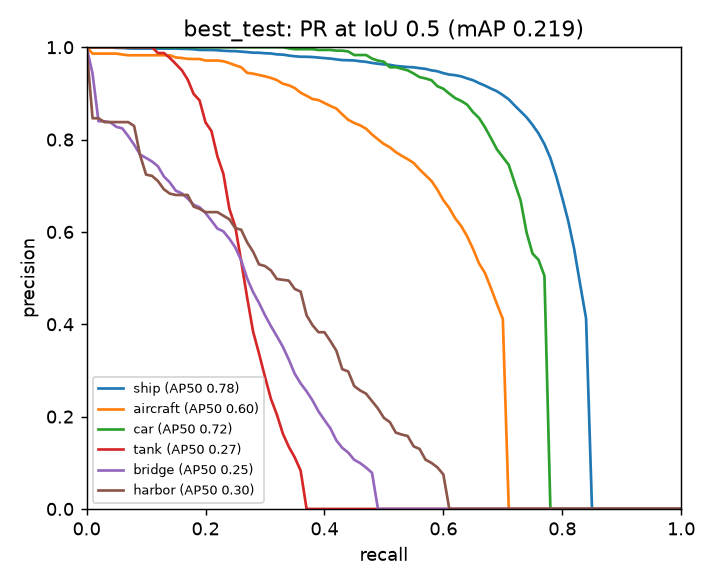 best_test: PR at IoU 0.5 (mAP 0.219)
precision
1.0
0.8
0.6
0.4
0.2
0.0
ship (AP50 0.78)
aircraft (AP50 0.60)
car (AP50 0.72)
tank (AP50 0.27)
bridge (AP50 0.25)
harbor (AP50 0.30)
0.0 0.2 0.4 0.6 0.8 1.0
recall